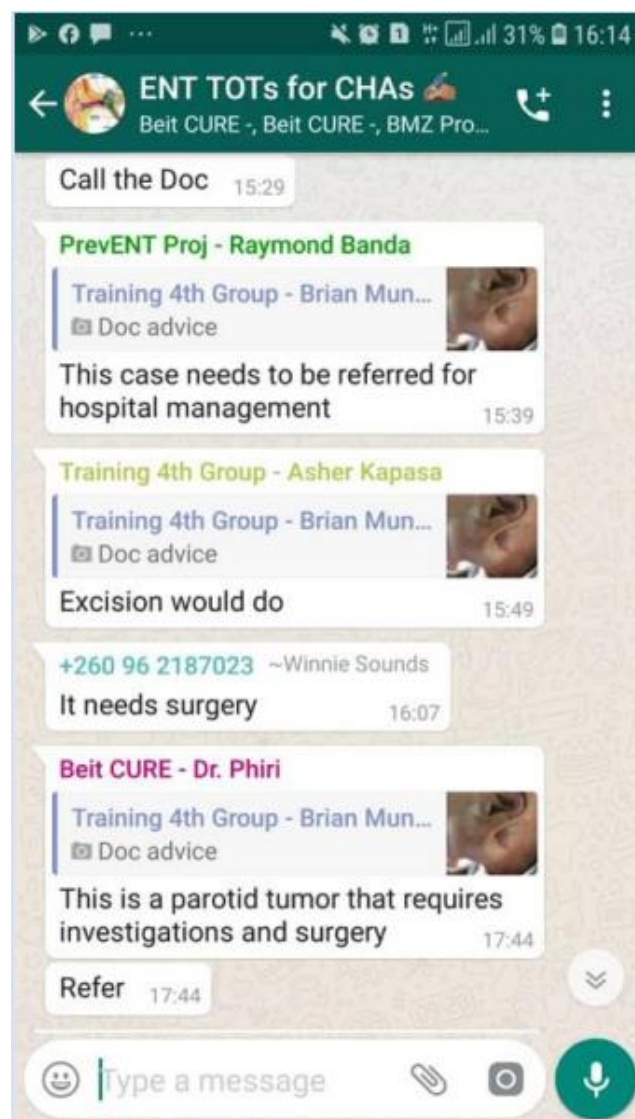 31% 16:14
ENT TOTs for CHAs
Beit CURE -, Beit CURE -, BMZ Pro...
Call the Doc 15:29
PrevENT Proj - Raymond Banda
Training 4th Group - Brian Mun...
Doc advice
This case needs to be referred for
hospital management 15:39
Training 4th Group - Asher Kapasa
Training 4th Group - Brian Mun...
Doc advice
Excision would do 15:49
+260 96 2187023 ~Winnie Sounds
It needs surgery 16:07
Beit CURE - Dr. Phiri
Training 4th Group - Brian Mun...
Doc advice
This is a parotid tumor that requires
investigations and surgery 17:44
Refer 17:44
Type a message